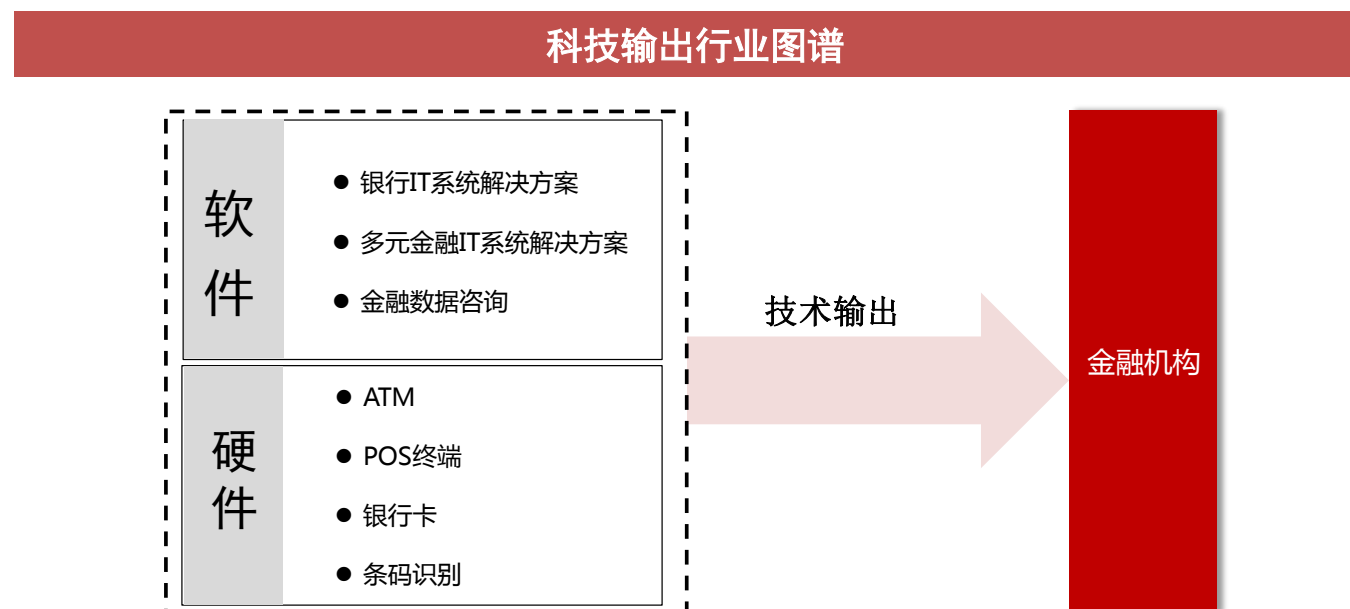 科技输出行业图谱
软件
● 银行IT系统解决方案
● 多元金融IT系统解决方案
● 金融数据咨询
技术输出
金融机构
硬件
● ATM
● POS终端
● 银行卡
● 条码识别